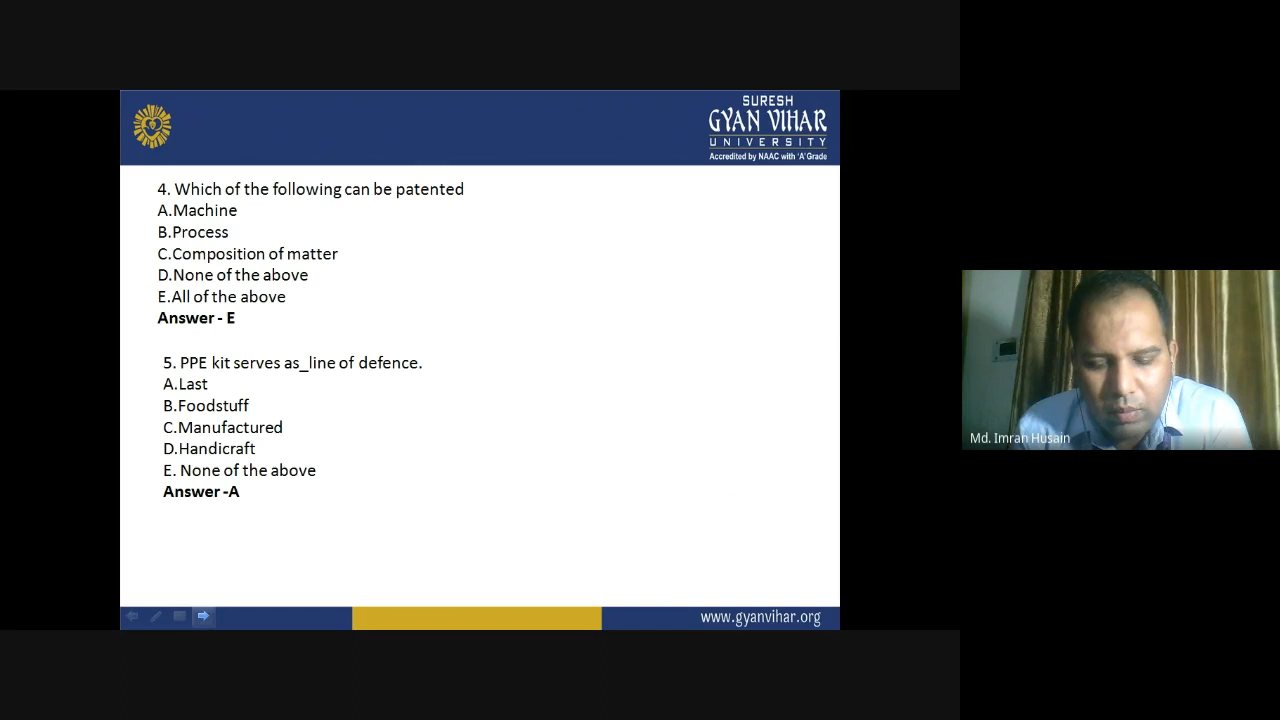 SURESH
GYAN VIHAR
UNIVERSITY
Accredited by NAAC with 'A' Grade
4. Which of the following can be patented
A.Machine
B.Process
C.Composition of matter
D.None of the above
E.All of the above
Answer - E
5. PPE kit serves as_line of defence.
A.Last
B.Foodstuff
C.Manufactured
D.Handicraft
E. None of the above
Answer -A
Md. Imran Husain
www.gyanvihar.org